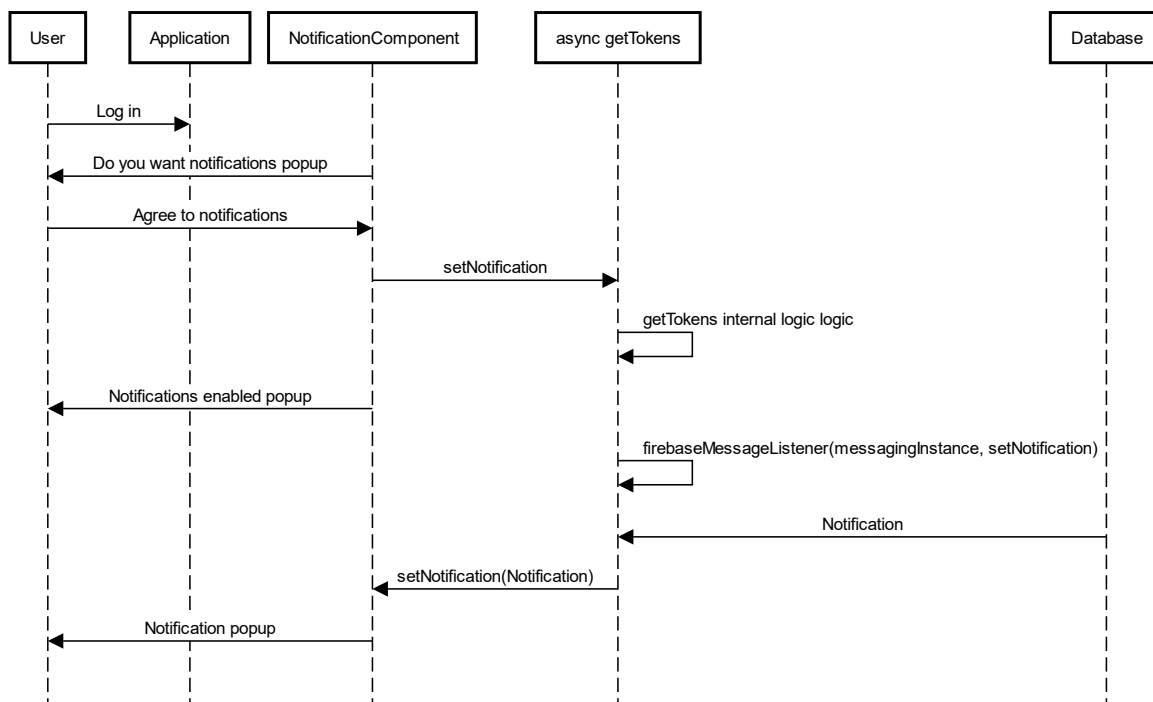 User
Application
NotificationComponent
async getTokens
Database
Log in
Do you want notifications popup
Agree to notifications
setNotification
getTokens internal logic logic
Notifications enabled popup
firebaseMessageListener(messagingInstance, setNotification)
Notification
setNotification(Notification)
Notification popup